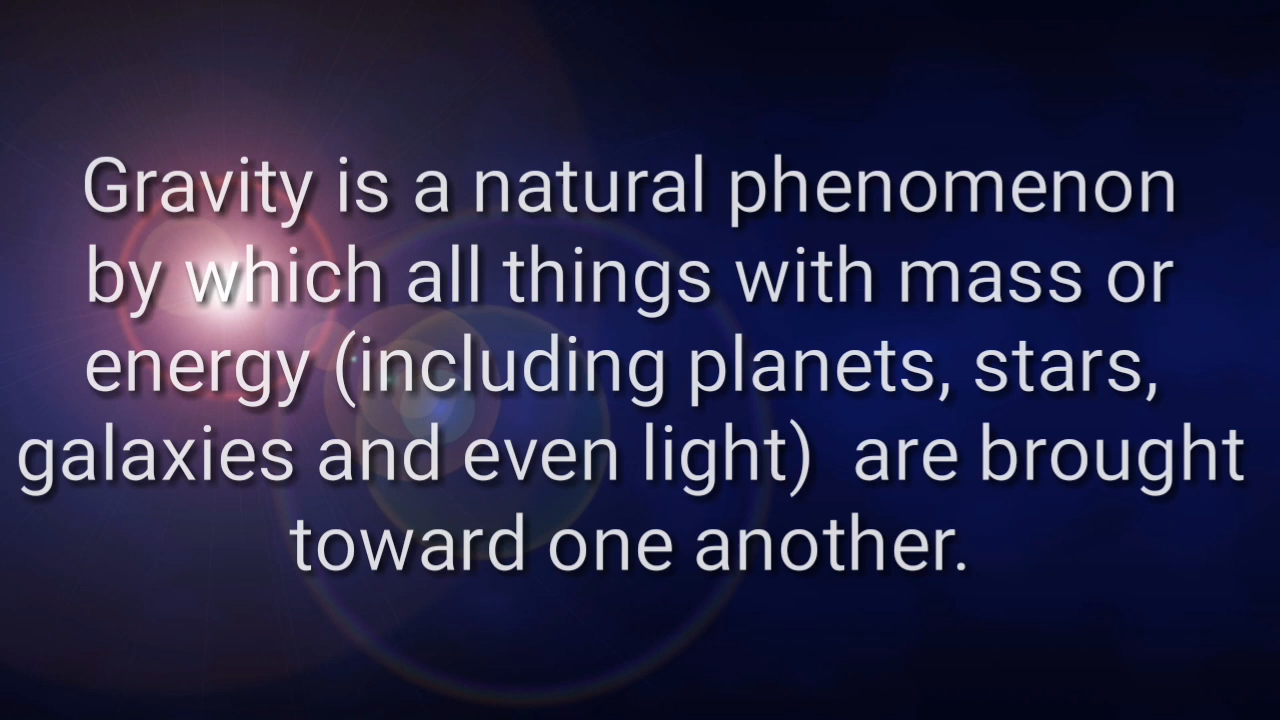 Gravity is a natural phenomenon
by which all things with mass or
energy (including planets, stars,
galaxies and even light)  are brought
toward one another.